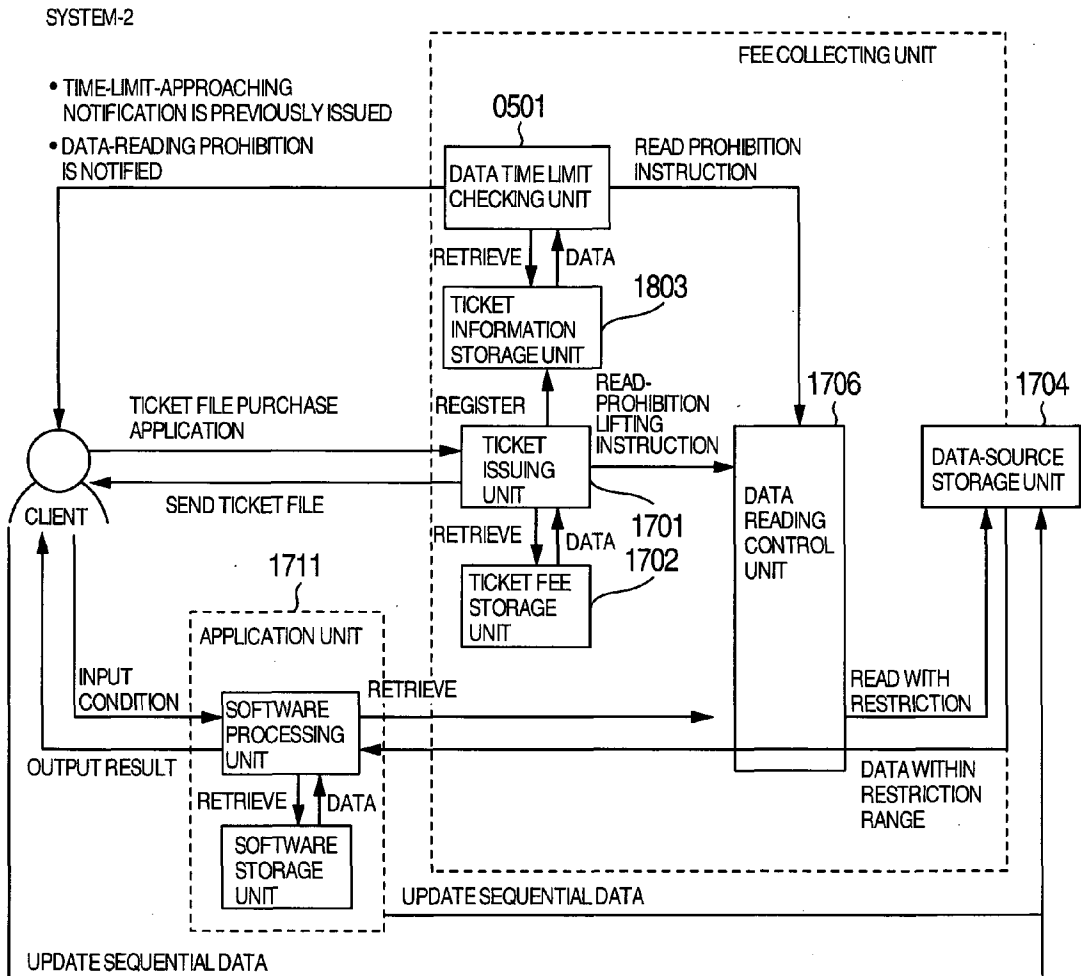 SYSTEM-2
FEE COLLECTING UNIT
• TIME-LIMIT-APPROACHING
NOTIFICATION IS PREVIOUSLY ISSUED
• DATA-READING PROHIBITION
IS NOTIFIED
0501
DATA TIME LIMIT
CHECKING UNIT
READ PROHIBITION
INSTRUCTION
RETRIEVE
DATA
1803
TICKET
INFORMATION
STORAGE UNIT
REGISTER
READ-
PROHIBITION
LIFTING
INSTRUCTION
1706
1704
TICKET FILE PURCHASE
APPLICATION
TICKET
ISSUING
UNIT
DATA
READING
CONTROL
UNIT
DATA-SOURCE
STORAGE UNIT
CLIENT
SEND TICKET FILE
1701
RETRIEVE
DATA
1702
TICKET FEE
STORAGE
UNIT
1711
APPLICATION UNIT
INPUT
CONDITION
SOFTWARE
PROCESSING
UNIT
RETRIEVE
READ WITH
RESTRICTION
OUTPUT RESULT
DATA WITHIN
RESTRICTION
RANGE
RETRIEVE
DATA
SOFTWARE
STORAGE
UNIT
UPDATE SEQUENTIAL DATA
UPDATE SEQUENTIAL DATA